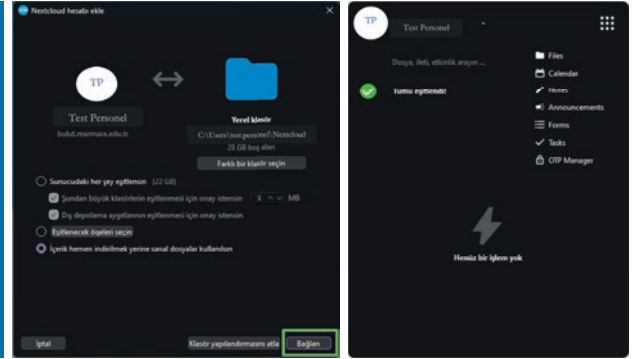 Nextcloud hesabı ekle
TP
Test Personel
bulut.marmara.edu.tr
Yerel klasör
C:\Users\test.personel\Nextcloud
28 GB boş alan
Farklı bir klasör seçin
Sunucudaki her şey eşitlensin (22 GB)
Şundan büyük klasörlerin eşitlenmesi için onay istensin MB
Dış depolama aygıtlarının eşitlenmesi için onay istensin
Eşitlenecek ögeleri seçin
İçerik hemen indirilmek yerine sanal dosyalar kullanılsın
İptal
Klasör yapılandırmasını atla
Bağlan
TP
Test Personel
Dosya, ileti, etkinlik arayın ...
Tümü eşitlendi!
Files
Calendar
Notes
Announcements
Forms
Tasks
OTP Manager
Henüz bir işlem yok